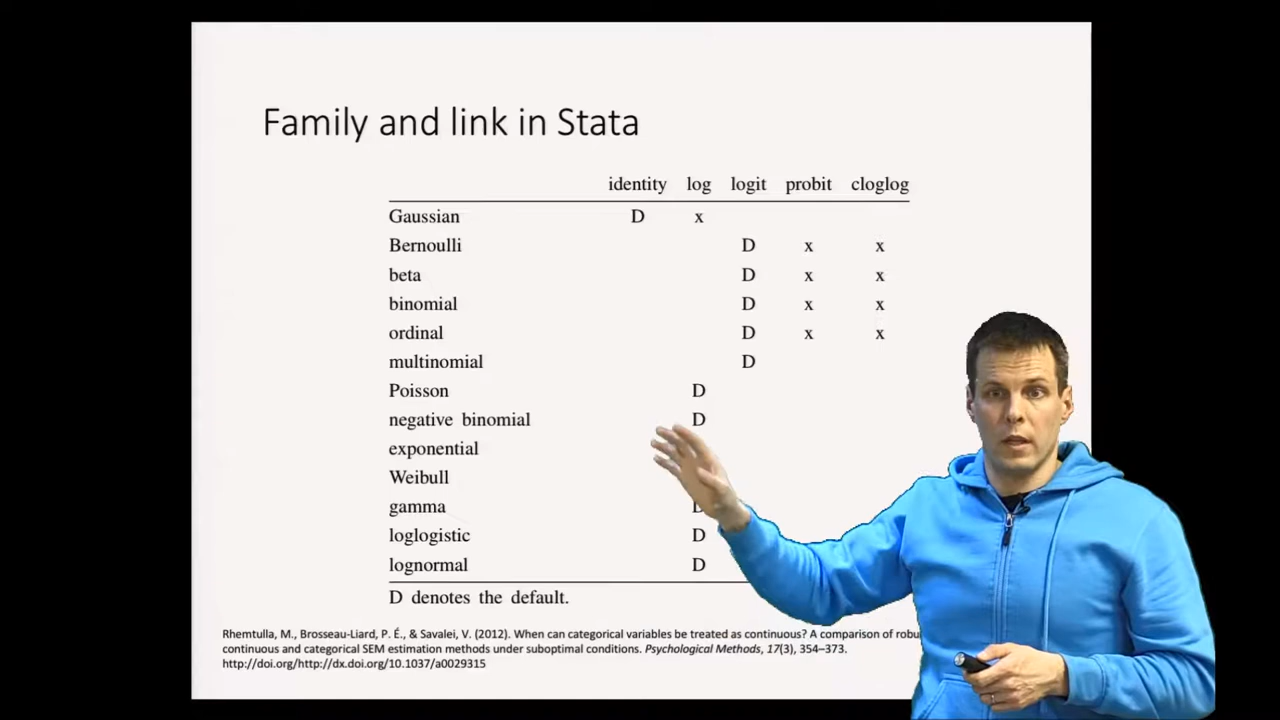 Family and link in Stata
identity log logit probit cloglog
Gaussian D x
Bernoulli D x x
beta D x x
binomial D x x
ordinal D x x
multinomial D
Poisson D
negative binomial D
exponential
Weibull
gamma D
loglogistic D
lognormal D
D denotes the default.
Rhemtulla, M., Brosseau-Liard, P. É., & Savalei, V. (2012). When can categorical variables be treated as continuous? A comparison of
continuous and categorical SEM estimation methods under suboptimal conditions. Psychological Methods, 17(3), 354–373.
http://doi.org/http://dx.doi.org/10.1037/a0029315